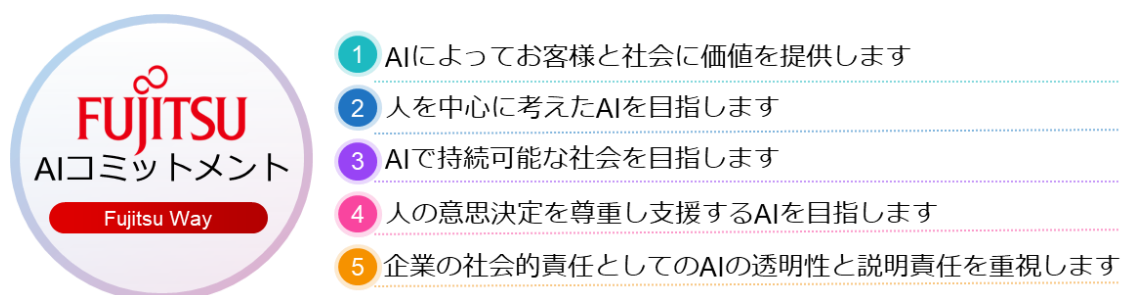 FUJITSU
AIコミットメント
Fujitsu Way
1 AIによってお客様と社会に価値を提供します
2 人を中心に考えたAIを目指します
3 AIで持続可能な社会を目指します
4 人の意思決定を尊重し支援するAIを目指します
5 企業の社会的責任としてのAIの透明性と説明責任を重視します